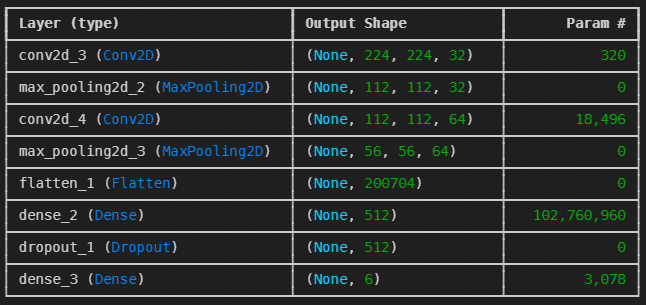 Layer (type) Output Shape Param #
conv2d_3 (Conv2D) (None, 224, 224, 32) 320
max_pooling2d_2 (MaxPooling2D) (None, 112, 112, 32) 0
conv2d_4 (Conv2D) (None, 112, 112, 64) 18,496
max_pooling2d_3 (MaxPooling2D) (None, 56, 56, 64) 0
flatten_1 (Flatten) (None, 200704) 0
dense_2 (Dense) (None, 512) 102,760,960
dropout_1 (Dropout) (None, 512) 0
dense_3 (Dense) (None, 6) 3,078